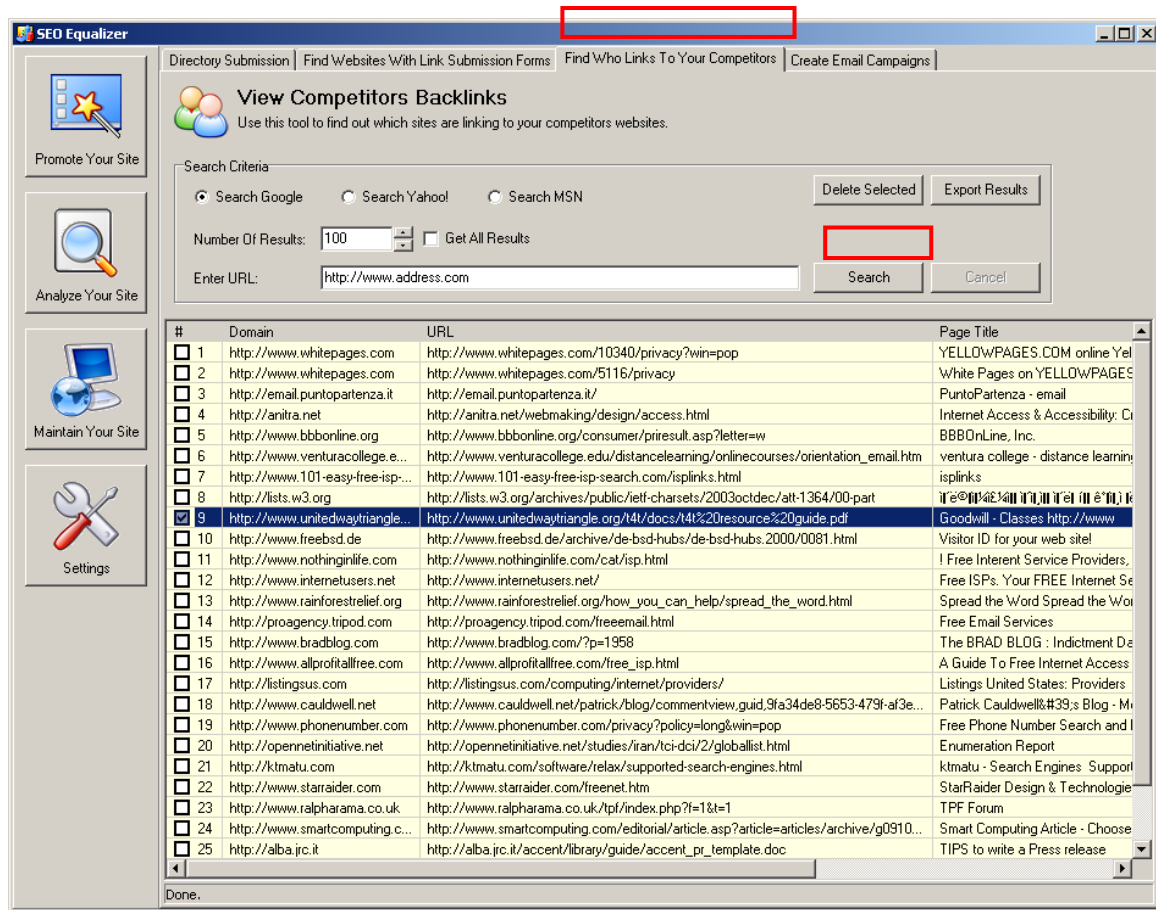 SEO Equalizer
Directory Submission Find Websites With Link Submission Forms Find Who Links To Your Competitors Create Email Campaigns
View Competitors Backlinks
Use this tool to find out which sites are linking to your competitors websites.
Promote Your Site
Analyze Your Site
Maintain Your Site
Settings
Search Criteria
Search Google Search Yahoo! Search MSN Delete Selected Export Results
Number Of Results: 100 Get All Results
Enter URL: http://www.address.com Search Cancel
# Domain URL Page Title
1 http://www.whitepages.com http://www.whitepages.com/10340/privacy?win=pop YELLOWPAGES.COM online Yel
2 http://www.whitepages.com http://www.whitepages.com/5116/privacy White Pages on YELLOWPAGES
3 http://email.puntopartenza.it http://email.puntopartenza.it/ PuntoPartenza - email
4 http://anitra.net http://anitra.net/webmaking/design/access.html Internet Access & Accessibility:
5 http://www.bbbonline.org http://www.bbbonline.org/consumer/priresult.asp?letter=w BBBOnLine, Inc.
6 http://www.venturacollege.e... http://www.venturacollege.edu/distancelearning/onlinecourses/orientation_email.htm ventura college - distance learning
7 http://www.101-easy-free-isp-... http://www.101-easy-free-isp-search.com/isplinks.html isplinks
8 http://lists.w3.org http://lists.w3.org/archives/public/ietf-charsets/2003octdec/att-1364/00-part
9 http://www.unitedwaytriangle... http://www.unitedwaytriangle.org/t4t/docs/t4t%20resource%20guide.pdf Goodwill - Classes http://www
10 http://www.freebsd.de http://www.freebsd.de/archive/de-bsd-hubs/de-bsd-hubs.2000/0081.html Visitor ID for your web site!
11 http://www.nothinginlife.com http://www.nothinginlife.com/cat/isp.html ! Free Interent Service Providers,
12 http://www.internetusers.net http://www.internetusers.net/ Free ISPs. Your FREE Internet Se
13 http://www.rainforestrelief.org http://www.rainforestrelief.org/how_you_can_help/spread_the_word.html Spread the Word Spread the Wor
14 http://proagency.tripod.com http://proagency.tripod.com/freeemail.html Free Email Services
15 http://www.bradblog.com http://www.bradblog.com/?p=1958 The BRAD BLOG : Indictment Da
16 http://www.allprofitallfree.com http://www.allprofitallfree.com/free_isp.html A Guide To Free Internet Access
17 http://listingsus.com http://listingsus.com/computing/internet/providers/ Listings United States: Providers
18 http://www.cauldwell.net http://www.cauldwell.net/patrick/blog/commentview,guid,9fa34de8-5653-479f-af3e... Patrick Cauldwell&#39;s Blog - Mo
19 http://www.phonenumber.com http://www.phonenumber.com/privacy?policy=long&win=pop Free Phone Number Search and
20 http://opennetinitiative.net http://opennetinitiative.net/studies/iran/tci-dci/2/globallist.html Enumeration Report
21 http://ktmatu.com http://ktmatu.com/software/relax/supported-search-engines.html ktmatu - Search Engines Support
22 http://www.starraider.com http://www.starraider.com/freenet.htm StarRaider Design & Technologie
23 http://www.ralpharama.co.uk http://www.ralpharama.co.uk/tpf/index.php?f=1&t=1 TPF Forum
24 http://www.smartcomputing.c... http://www.smartcomputing.com/editorial/article.asp?article=articles/archive/g0910... Smart Computing Article - Choose
25 http://alba.jrc.it http://alba.jrc.it/accent/library/guide/accent_pr_template.doc TIPS to write a Press release
Done.